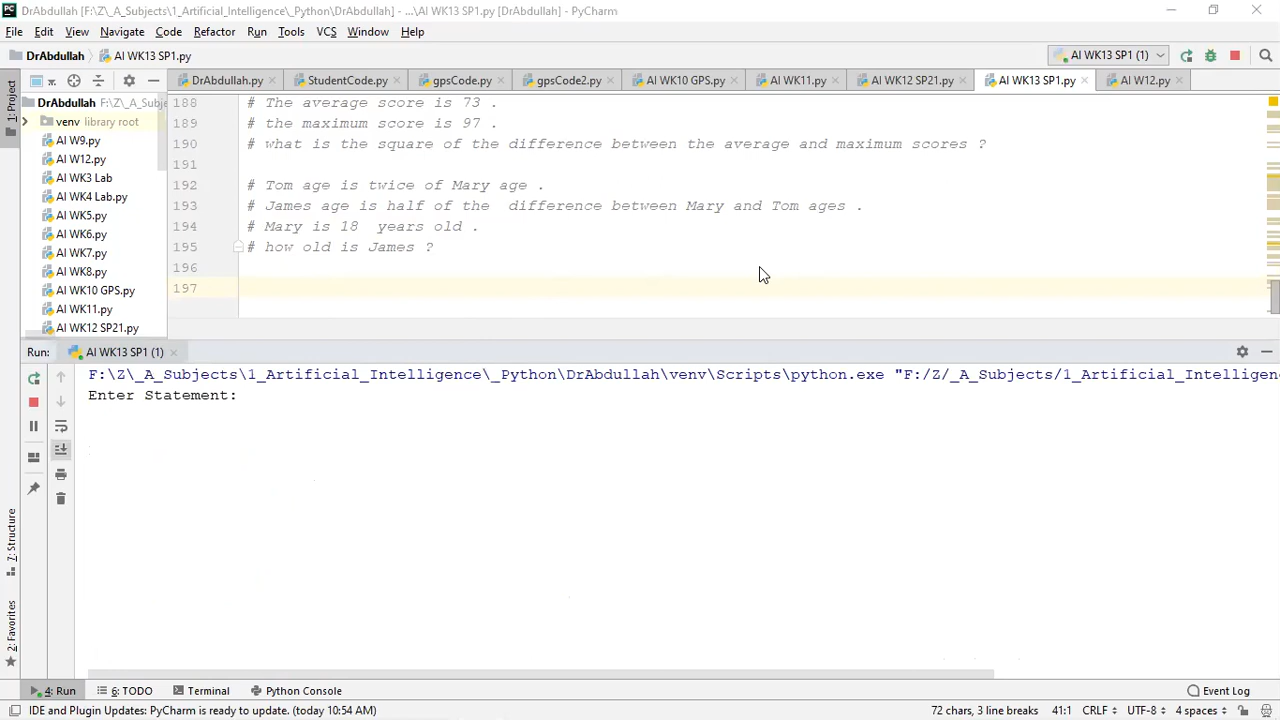 DrAbdullah [F:\Z\_A_Subjects\1_Artificial_Intelligence\_Python\DrAbdullah] - ...\AI WK13 SP1.py [DrAbdullah] - PyCharm
File Edit View Navigate Code Refactor Run Tools VCS Window Help
DrAbdullah AI WK13 SP1.py AI WK13 SP1 (1)
DrAbdullah.py StudentCode.py gpsCode.py gpsCode2.py AI WK10 GPS.py AI WK11.py AI WK12 SP21.py AI WK13 SP1.py AI W12.py
1: Project
DrAbdullah F:\Z\_A_Subje
venv library root
AI W9.py
AI W12.py
AI WK3 Lab
AI WK4 Lab.py
AI WK5.py
AI WK6.py
AI WK7.py
AI WK8.py
AI WK10 GPS.py
AI WK11.py
AI WK12 SP21.py
188 # The average score is 73 .
189 # the maximum score is 97 .
190 # what is the square of the difference between the average and maximum scores ?
191
192 # Tom age is twice of Mary age .
193 # James age is half of the  difference between Mary and Tom ages .
194 # Mary is 18  years old .
195 # how old is James ?
196
197
Run: AI WK13 SP1 (1)
F:\Z\_A_Subjects\1_Artificial_Intelligence\_Python\DrAbdullah\venv\Scripts\python.exe "F:/Z/_A_Subjects/1_Artificial_Intelligen
Enter Statement:
7: Structure
2: Favorites
4: Run 6: TODO Terminal Python Console Event Log
IDE and Plugin Updates: PyCharm is ready to update. (today 10:54 AM) 72 chars, 3 line breaks 41:1 CRLF UTF-8 4 spaces